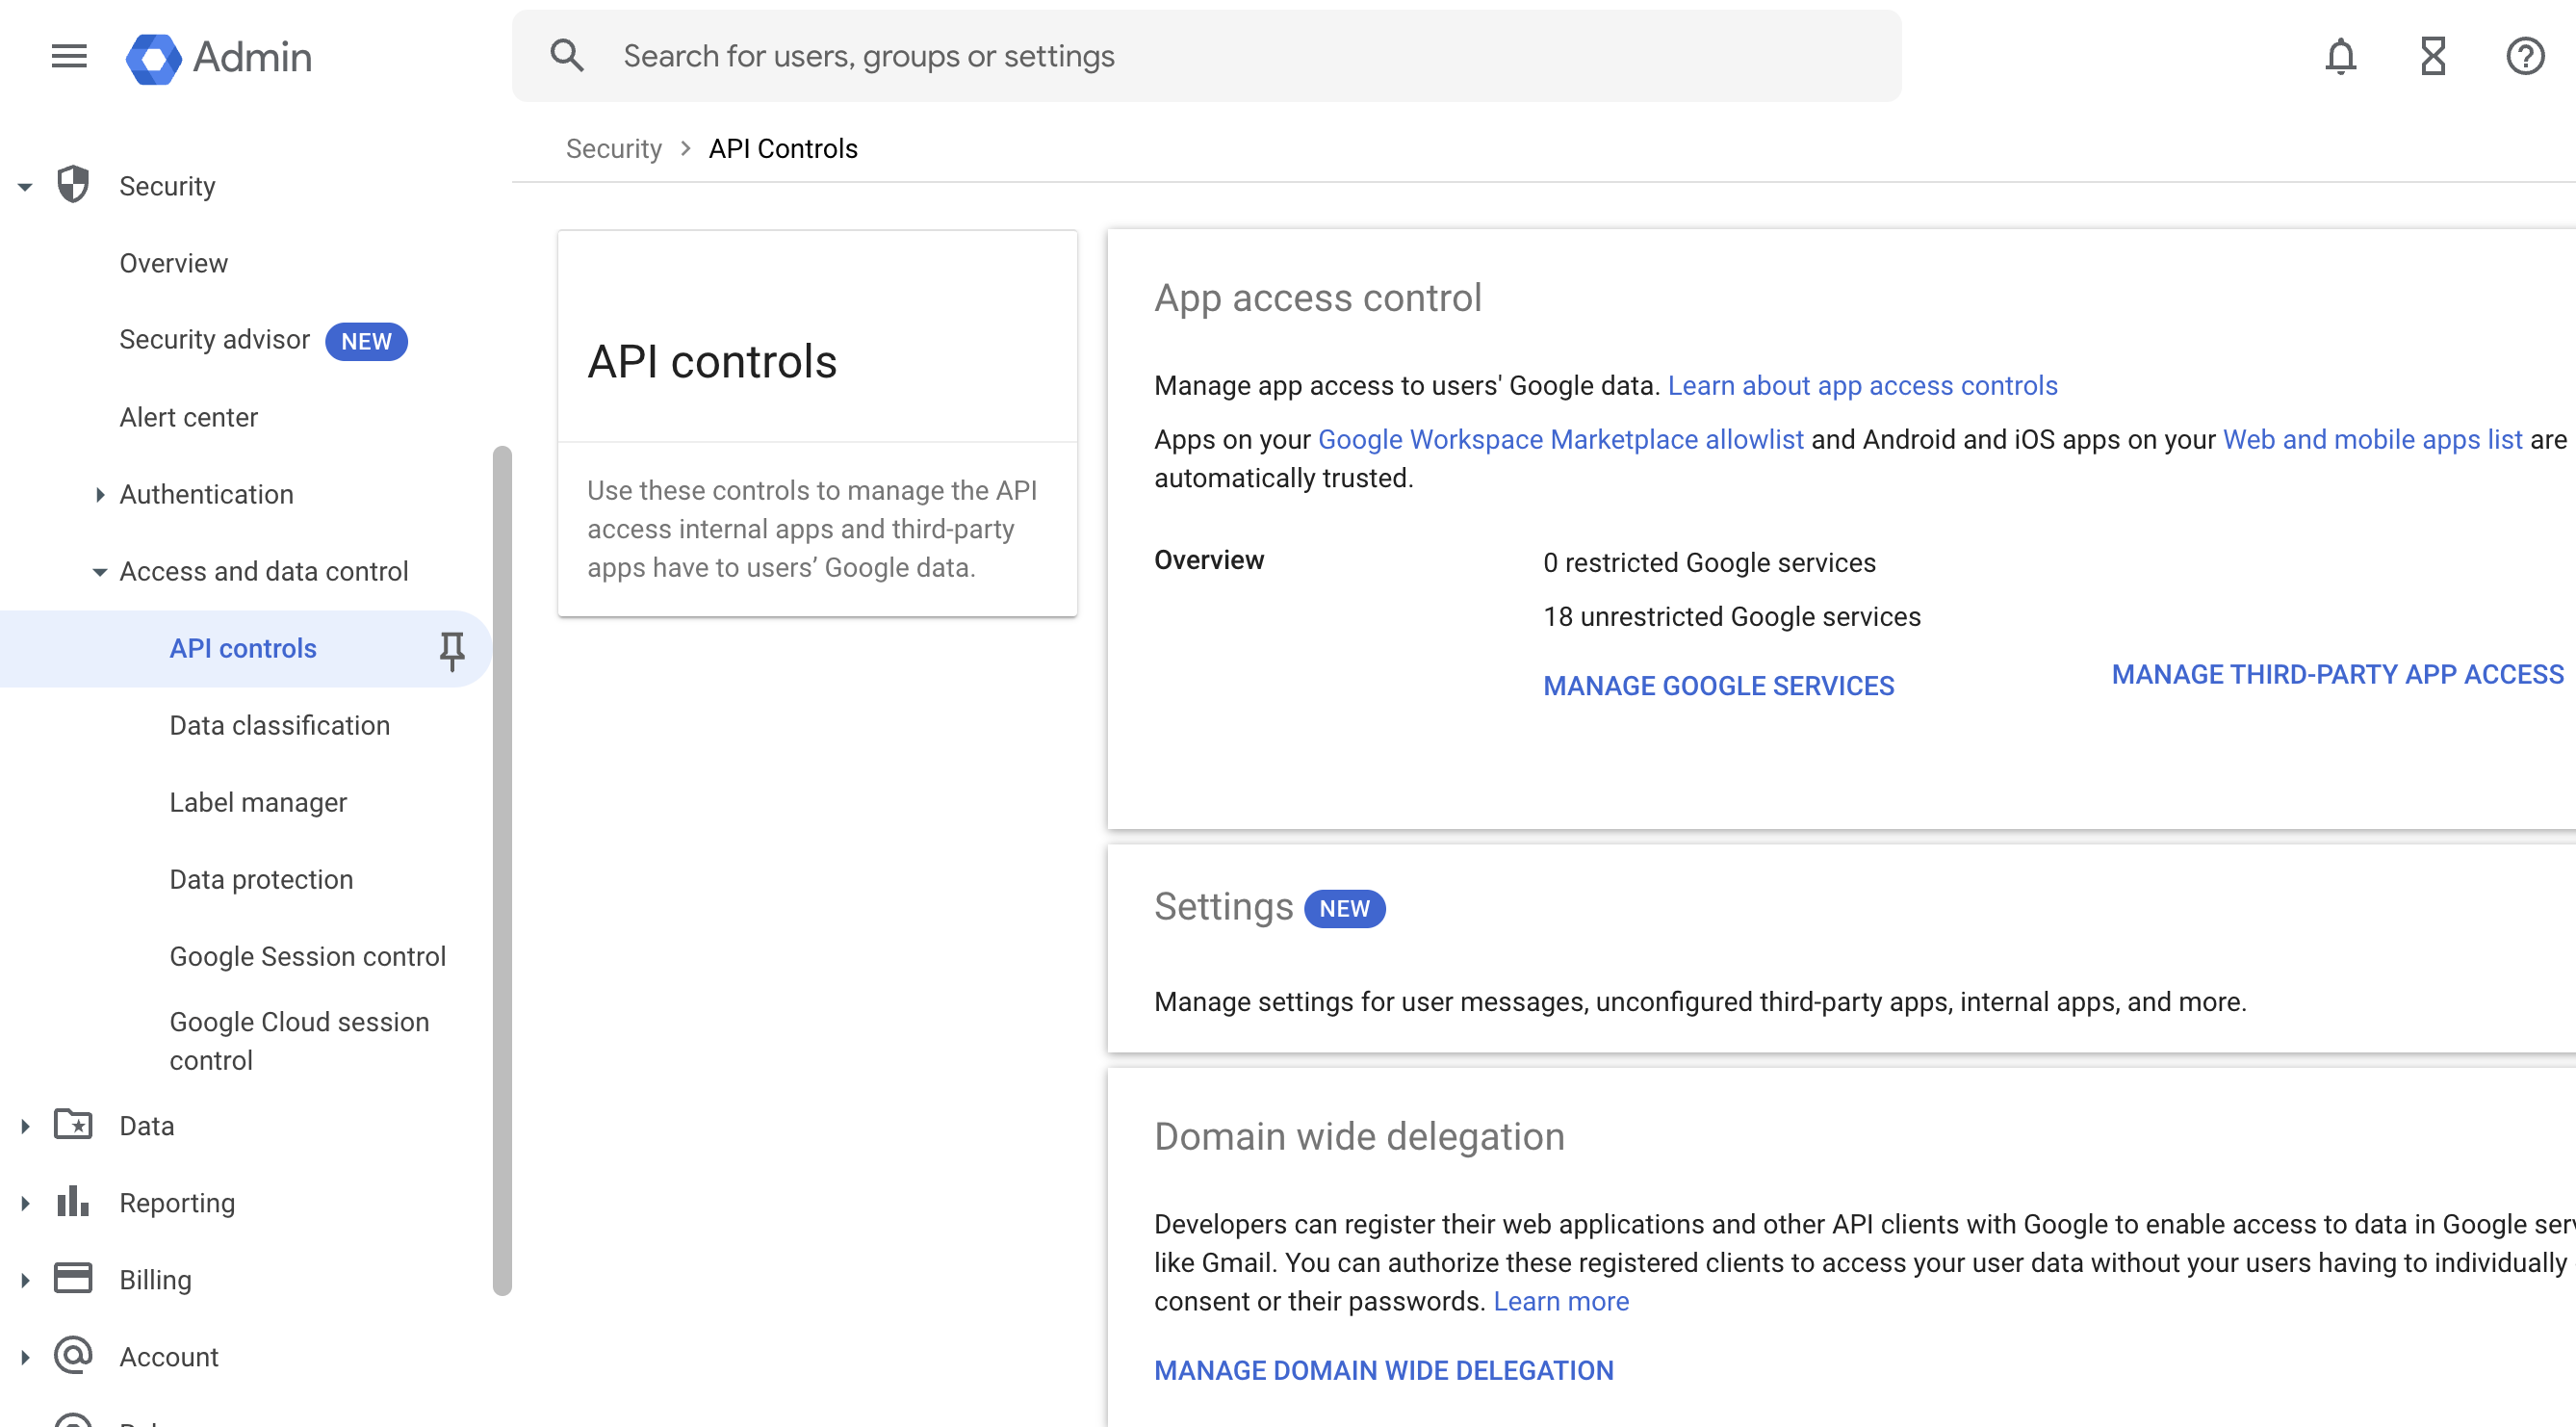 Admin
Search for users, groups or settings
Security
Overview
Security advisor NEW
Alert center
Authentication
Access and data control
API controls
Data classification
Label manager
Data protection
Google Session control
Google Cloud session
control
Data
Reporting
Billing
Account
Security > API Controls
API controls
Use these controls to manage the API
access internal apps and third-party
apps have to users’ Google data.
App access control
Manage app access to users' Google data. Learn about app access controls
Apps on your Google Workspace Marketplace allowlist and Android and iOS apps on your Web and mobile apps list are
automatically trusted.
Overview
0 restricted Google services
18 unrestricted Google services
MANAGE GOOGLE SERVICES
MANAGE THIRD-PARTY APP ACCESS
Settings NEW
Manage settings for user messages, unconfigured third-party apps, internal apps, and more.
Domain wide delegation
Developers can register their web applications and other API clients with Google to enable access to data in Google
like Gmail. You can authorize these registered clients to access your user data without your users having to individually
consent or their passwords. Learn more
MANAGE DOMAIN WIDE DELEGATION